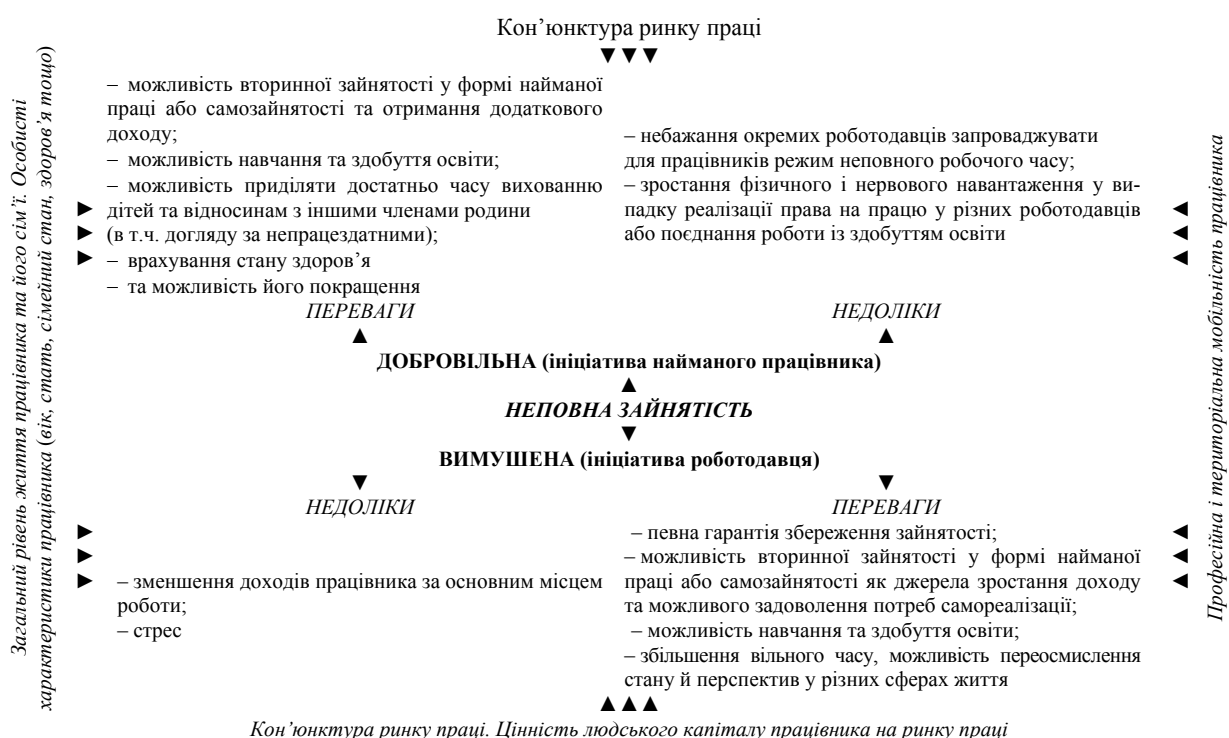 Кон’юнктура ринку праці
▼▼▼
Загальний рівень життя працівника та його сім’ї. Особисті
характеристики працівника (вік, стать, сімейний стан, здоров’я тощо)
– можливість вторинної зайнятості у формі найманої
праці або самозайнятості та отримання додаткового
доходу;
– можливість навчання та здобуття освіти;
– можливість приділяти достатньо часу вихованню
► дітей та відносинам з іншими членами родини
► (в т.ч. догляду за непрацездатними);
► – врахування стану здоров’я
– та можливість його покращення
ПЕРЕВАГИ
▲
– небажання окремих роботодавців запроваджувати
для працівників режим неповного робочого часу;
– зростання фізичного і нервового навантаження у ви-
падку реалізації права на працю у різних роботодавців ◄
або поєднання роботи із здобуттям освіти ◄
◄
НЕДОЛІКИ
▲
Професійна і територіальна мобільність працівника
ДОБРОВІЛЬНА (ініціатива найманого працівника)
▲
НЕПОВНА ЗАЙНЯТІСТЬ
▼
ВИМУШЕНА (ініціатива роботодавця)
▼
НЕДОЛІКИ
►
►
► – зменшення доходів працівника за основним місцем
роботи;
– стрес
▼
ПЕРЕВАГИ
– певна гарантія збереження зайнятості; ◄
– можливість вторинної зайнятості у формі найманої ◄
праці або самозайнятості як джерела зростання доходу ◄
та можливого задоволення потреб самореалізації;
– можливість навчання та здобуття освіти;
– збільшення вільного часу, можливість переосмислення
стану й перспектив у різних сферах життя
▲▲▲
Кон’юнктура ринку праці. Цінність людського капіталу працівника на ринку праці